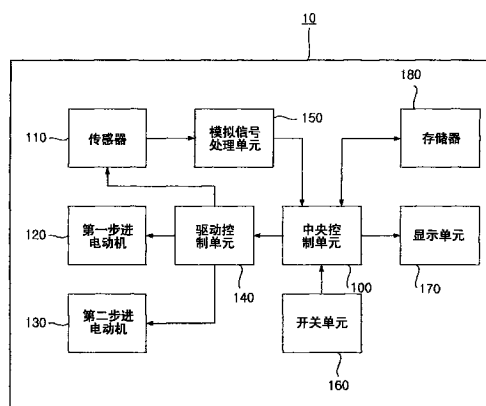 10
180
150
110
传感器
模拟信号
处理单元
存储器
120
第一步进
电动机
驱动控
制单元
中央控
制单元
显示单元
140
100
170
130
第二步进
电动机
开关单元
160